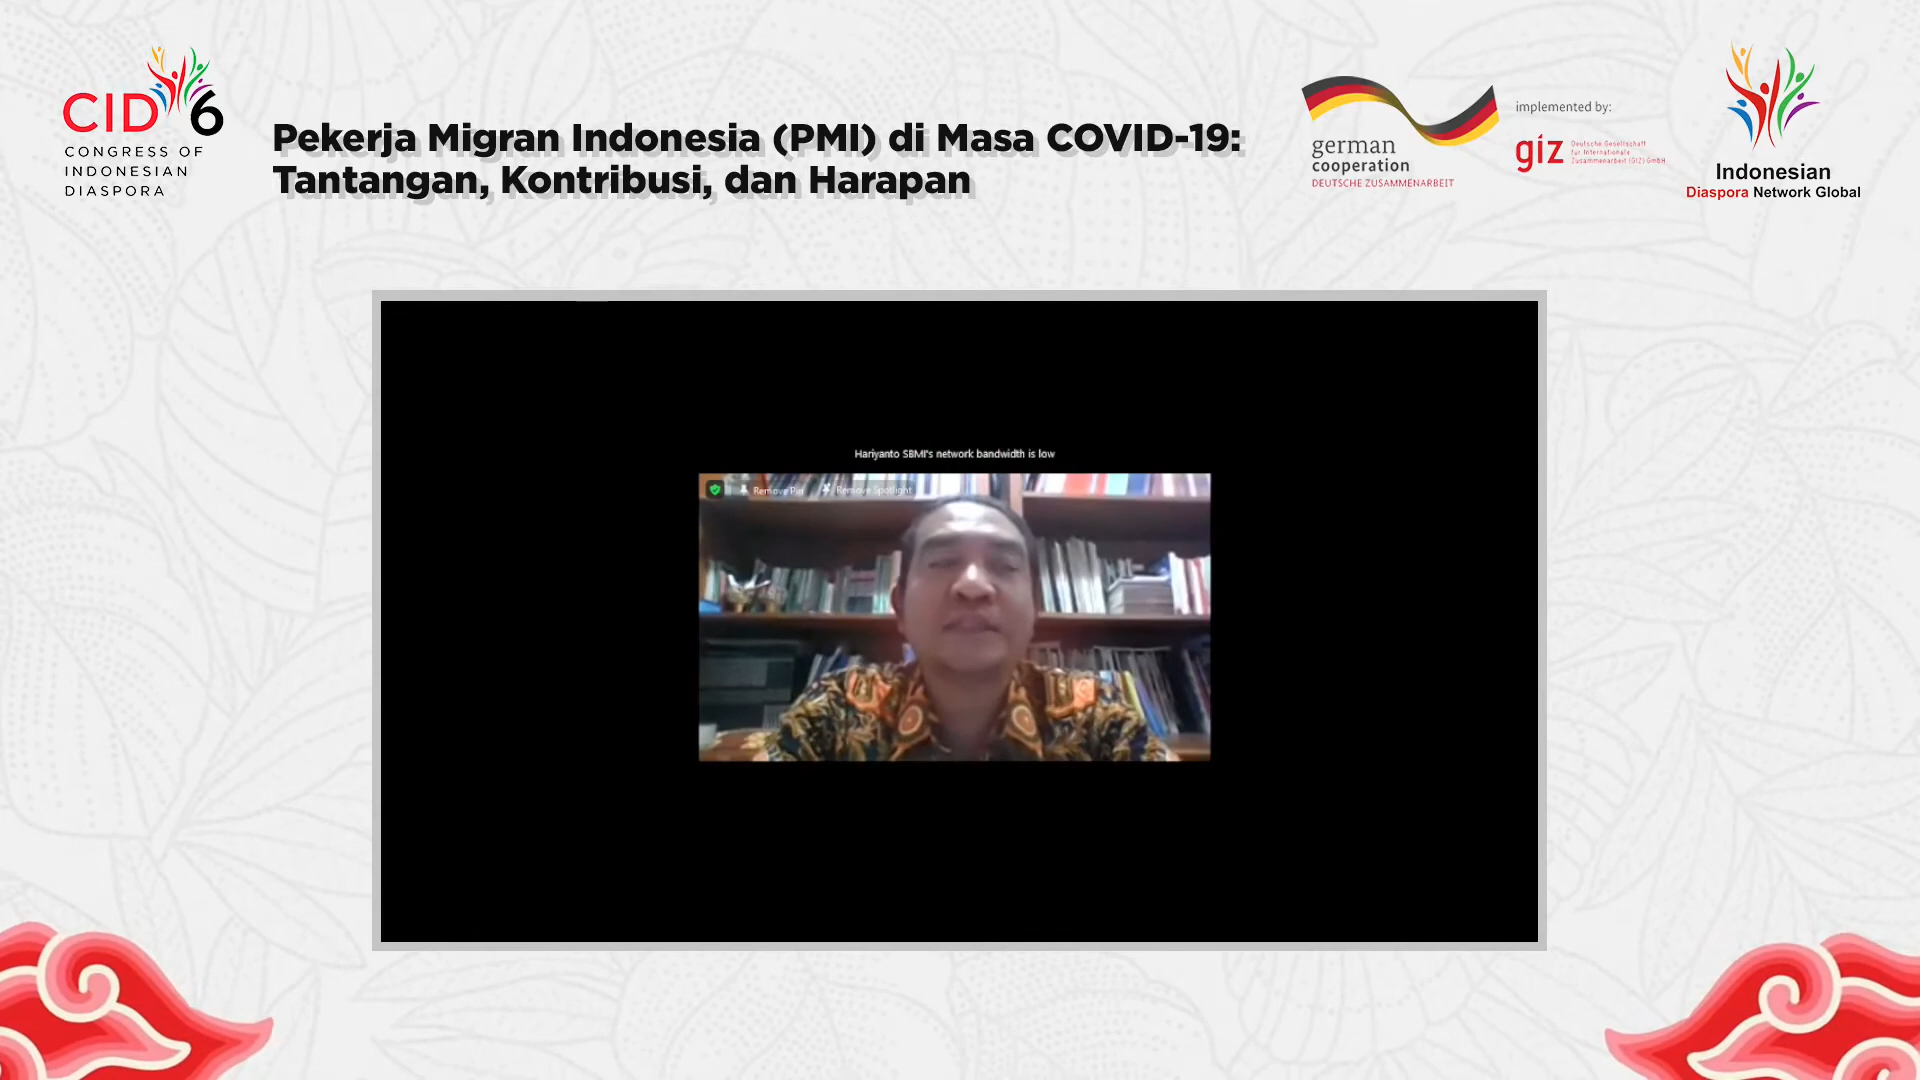 CID 6
CONGRESS OF
INDONESIAN
DIASPORA
Pekerja Migran Indonesia (PMI) di Masa COVID-19:
Tantangan, Kontribusi, dan Harapan
german
cooperation
DEUTSCHE ZUSAMMENARBEIT
implemented by:
giz
Deutsche Gesellschaft
für Internationale
Zusammenarbeit (GIZ) GmbH
Indonesian
Diaspora Network Global
Hariyanto SBMI's network bandwidth is low
Remove Pin
Remove Spotlight